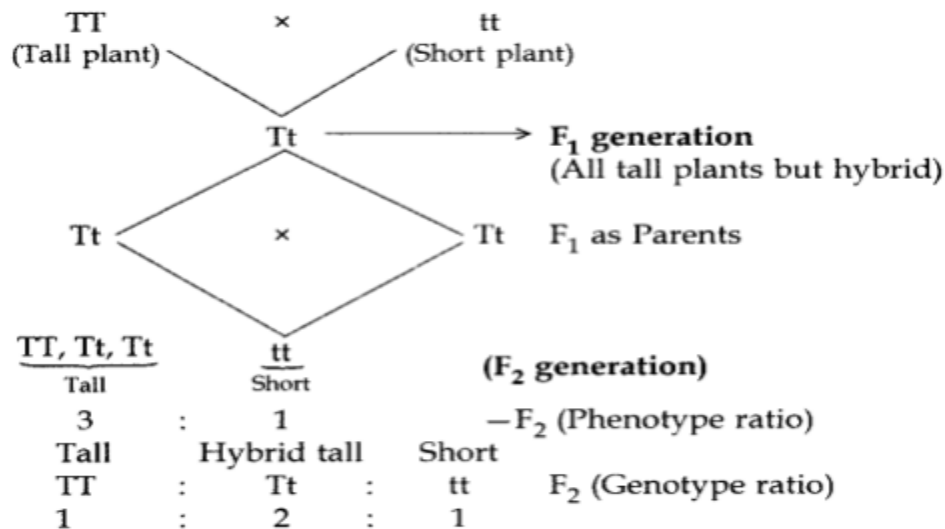 TT × tt
(Tall plant) (Short plant)
Tt F₁ generation
(All tall plants but hybrid)
Tt × Tt F₁ as Parents
TT, Tt, Tt tt (F₂ generation)
Tall Short
3 : 1 –F₂ (Phenotype ratio)
Tall Hybrid tall Short
TT : Tt : tt F₂ (Genotype ratio)
1 : 2 : 1